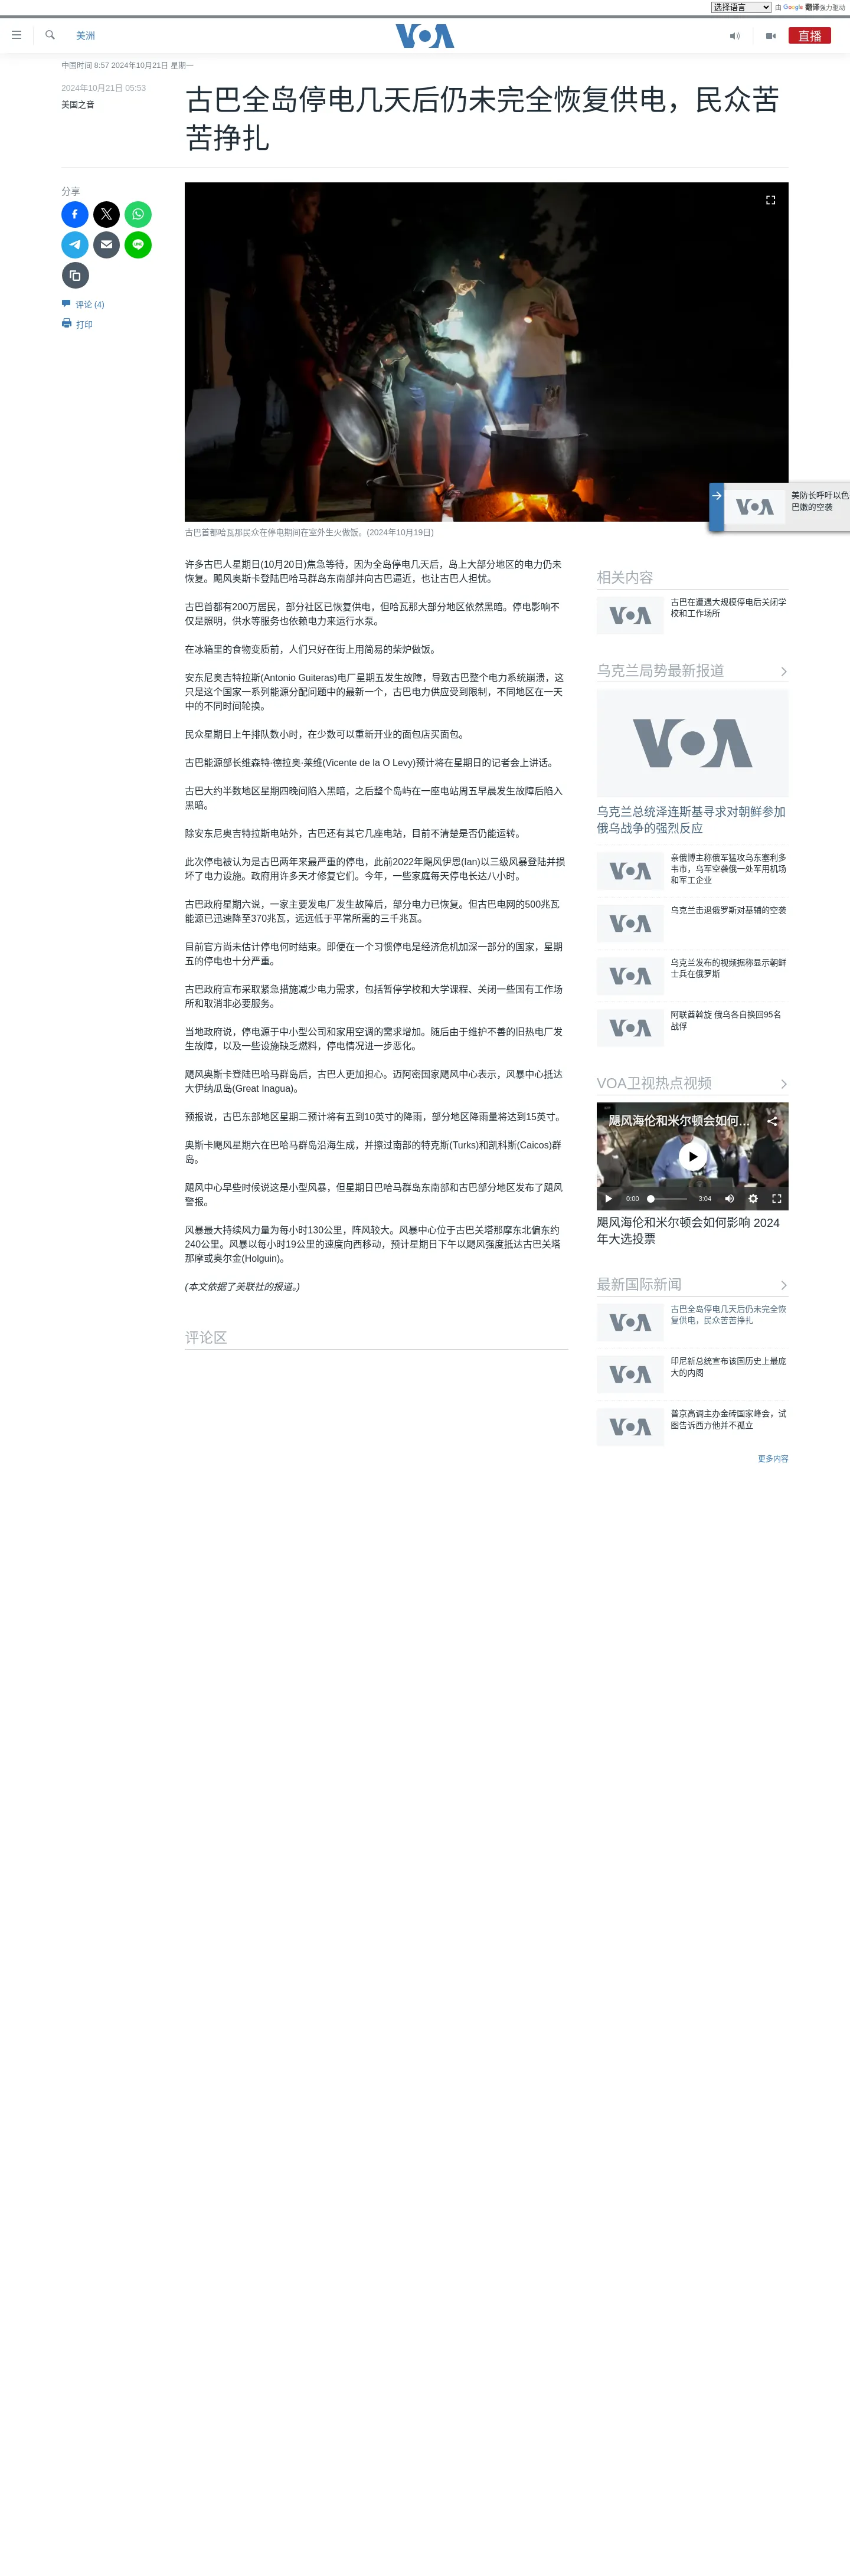 选择语言
由 Google 翻译强力驱动
美洲
VOA
直播
中国时间 8:57 2024年10月21日 星期一
2024年10月21日 05:53
美国之音
古巴全岛停电几天后仍未完全恢复供电，民众苦
苦挣扎
分享
评论 (4)
打印
古巴首都哈瓦那民众在停电期间在室外生火做饭。(2024年10月19日)
美防长呼吁以色
巴嫩的空袭
许多古巴人星期日(10月20日)焦急等待，因为全岛停电几天后，岛上大部分地区的电力仍未
恢复。飓风奥斯卡登陆巴哈马群岛东南部并向古巴逼近，也让古巴人担忧。
古巴首都有200万居民，部分社区已恢复供电，但哈瓦那大部分地区依然黑暗。停电影响不
仅是照明，供水等服务也依赖电力来运行水泵。
在冰箱里的食物变质前，人们只好在街上用简易的柴炉做饭。
安东尼奥吉特拉斯(Antonio Guiteras)电厂星期五发生故障，导致古巴整个电力系统崩溃，这
只是这个国家一系列能源分配问题中的最新一个，古巴电力供应受到限制，不同地区在一天
中的不同时间轮换。
民众星期日上午排队数小时，在少数可以重新开业的面包店买面包。
古巴能源部长维森特·德拉奥·莱维(Vicente de la O Levy)预计将在星期日的记者会上讲话。
古巴大约半数地区星期四晚间陷入黑暗，之后整个岛屿在一座电站周五早晨发生故障后陷入
黑暗。
除安东尼奥吉特拉斯电站外，古巴还有其它几座电站，目前不清楚是否仍能运转。
此次停电被认为是古巴两年来最严重的停电，此前2022年飓风伊恩(Ian)以三级风暴登陆并损
坏了电力设施。政府用许多天才修复它们。今年，一些家庭每天停电长达八小时。
古巴政府星期六说，一家主要发电厂发生故障后，部分电力已恢复。但古巴电网的500兆瓦
能源已迅速降至370兆瓦，远远低于平常所需的三千兆瓦。
目前官方尚未估计停电何时结束。即便在一个习惯停电是经济危机加深一部分的国家，星期
五的停电也十分严重。
古巴政府宣布采取紧急措施减少电力需求，包括暂停学校和大学课程、关闭一些国有工作场
所和取消非必要服务。
当地政府说，停电源于中小型公司和家用空调的需求增加。随后由于维护不善的旧热电厂发
生故障，以及一些设施缺乏燃料，停电情况进一步恶化。
飓风奥斯卡登陆巴哈马群岛后，古巴人更加担心。迈阿密国家飓风中心表示，风暴中心抵达
大伊纳瓜岛(Great Inagua)。
预报说，古巴东部地区星期二预计将有五到10英寸的降雨，部分地区降雨量将达到15英寸。
奥斯卡飓风星期六在巴哈马群岛沿海生成，并擦过南部的特克斯(Turks)和凯科斯(Caicos)群
岛。
飓风中心早些时候说这是小型风暴，但星期日巴哈马群岛东南部和古巴部分地区发布了飓风
警报。
风暴最大持续风力量为每小时130公里，阵风较大。风暴中心位于古巴关塔那摩东北偏东约
240公里。风暴以每小时19公里的速度向西移动，预计星期日下午以飓风强度抵达古巴关塔
那摩或奥尔金(Holguin)。
(本文依据了美联社的报道。)
评论区
相关内容
古巴在遭遇大规模停电后关闭学
校和工作场所
乌克兰局势最新报道
乌克兰总统泽连斯基寻求对朝鲜参加
俄乌战争的强烈反应
亲俄博主称俄军猛攻乌东塞利多
韦市，乌军空袭俄一处军用机场
和军工企业
乌克兰击退俄罗斯对基辅的空袭
乌克兰发布的视频据称显示朝鲜
士兵在俄罗斯
阿联酋斡旋 俄乌各自换回95名
战俘
VOA卫视热点视频
飓风海伦和米尔顿会如何...
0:00
3:04
飓风海伦和米尔顿会如何影响 2024
年大选投票
最新国际新闻
古巴全岛停电几天后仍未完全恢
复供电，民众苦苦挣扎
印尼新总统宣布该国历史上最庞
大的内阁
普京高调主办金砖国家峰会，试
图告诉西方他并不孤立
更多内容